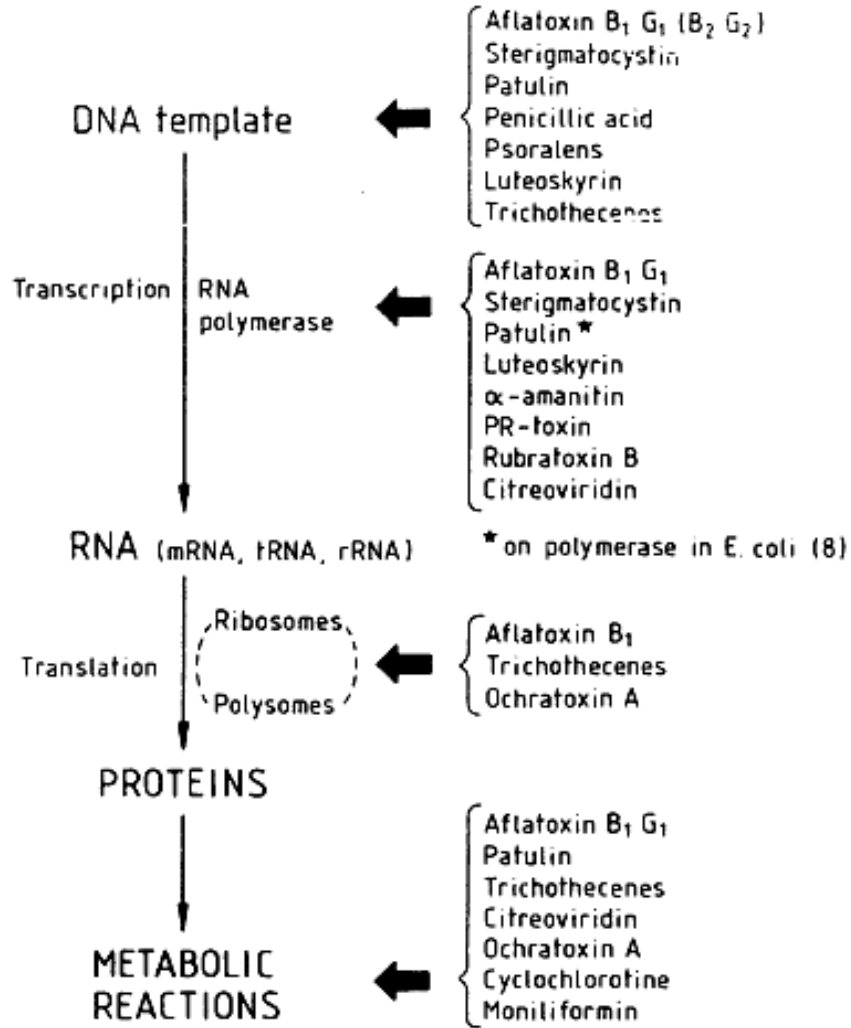 Aflatoxin B₁ G₁ (B₂ G₂)
Sterigmatocystin
Patulin
DNA template
Penicillic acid
Psoralens
Luteoskyrin
Trichothecenes
Aflatoxin B₁ G₁
Transcription
RNA
polymerase
Sterigmatocystin
Patulin★
Luteoskyrin
α-amanitin
PR-toxin
Rubratoxin B
Citreoviridin
RNA (mRNA, tRNA, rRNA)
★ on polymerase in E. coli (8)
Ribosomes
Translation
Polysomes
Aflatoxin B₁
Trichothecenes
Ochratoxin A
PROTEINS
Aflatoxin B₁ G₁
Patulin
Trichothecenes
Citreoviridin
Ochratoxin A
Cyclochlorotine
Moniliformin
METABOLIC
REACTIONS